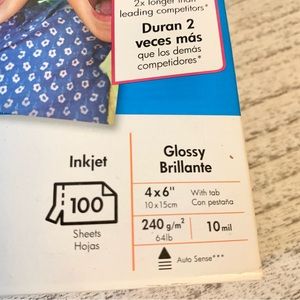 2x longer than
leading competitors*
Duran 2
veces más
que los demás
competidores*
Inkjet
Glossy
Brillante
100
Sheets
Hojas
4 x 6"
10 x 15cm
With tab
Con pestaña
240 g/m²
64lb
10 mil
Auto Sense***